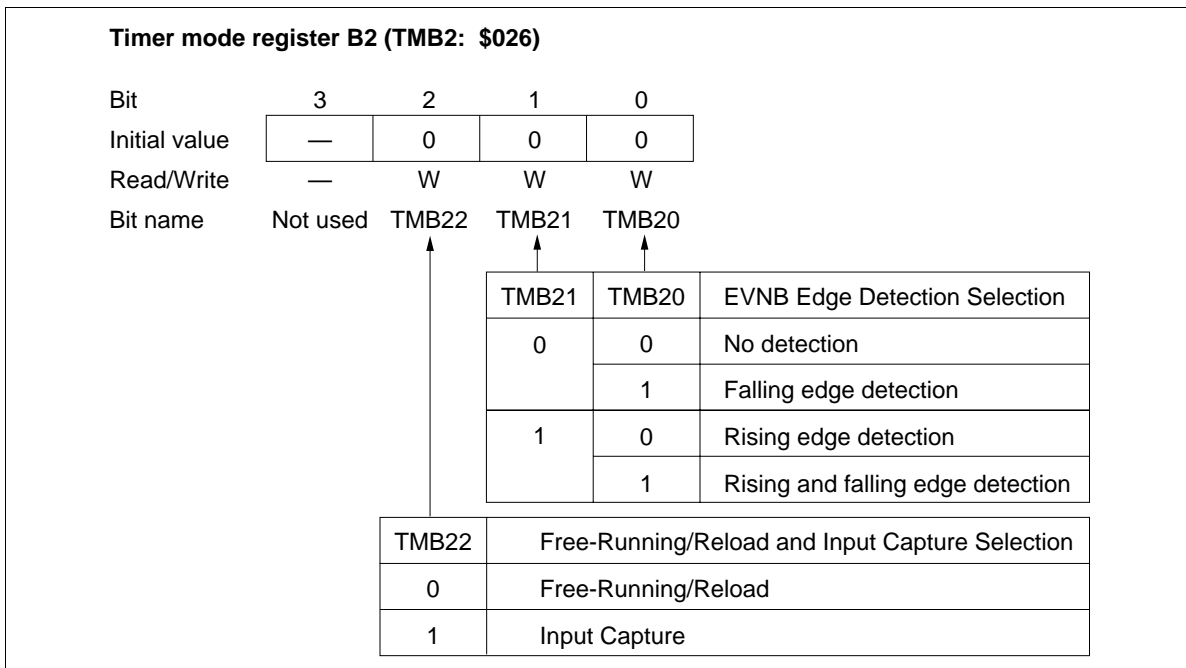 Timer mode register B2 (TMB2: $026)
Bit 3 2 1 0
Initial value — 0 0 0
Read/Write — W W W
Bit name Not used TMB22 TMB21 TMB20
TMB21 TMB20 EVNB Edge Detection Selection
0 0 No detection
1 Falling edge detection
1 0 Rising edge detection
1 Rising and falling edge detection
TMB22 Free-Running/Reload and Input Capture Selection
0 Free-Running/Reload
1 Input Capture